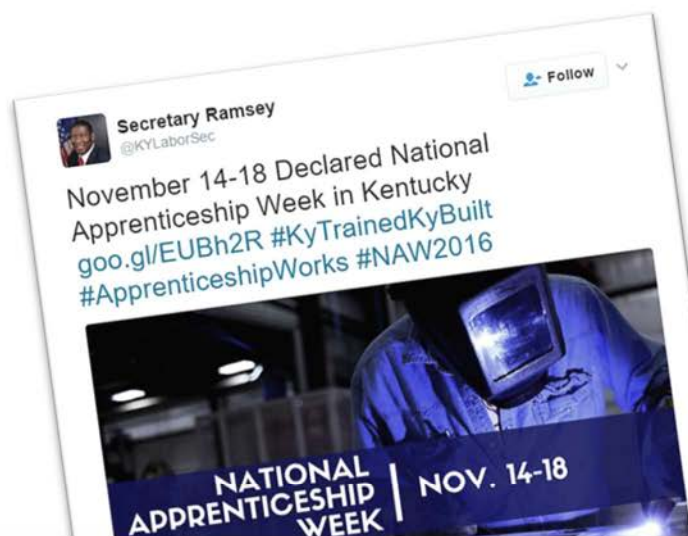 Secretary Ramsey
@KYLaborSec
Follow
November 14-18 Declared National
Apprenticeship Week in Kentucky
goo.gl/EUBh2R #KyTrainedKyBuilt
#ApprenticeshipWorks #NAW2016
NATIONAL
APPRENTICESHIP
WEEK
NOV. 14-18